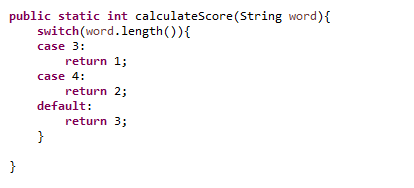 public static int calculateScore(String word){
    switch(word.length()){
    case 3:
        return 1;
    case 4:
        return 2;
    default:
        return 3;
    }

}